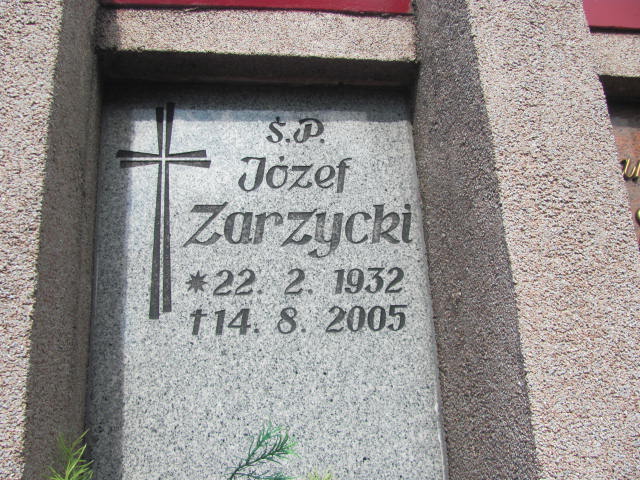 Ś.P.
Józef
Zarzycki
* 22. 2. 1932
† 14. 8. 2005